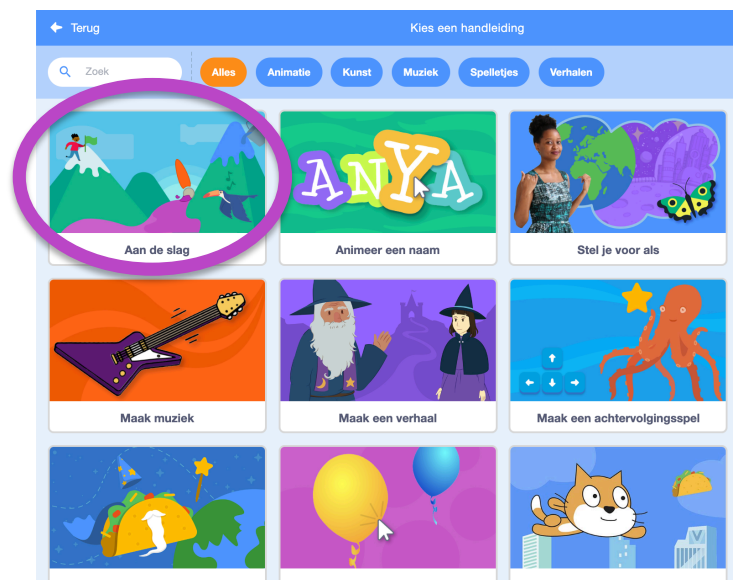 Terug
Kies een handleiding
Zoek
Alles
Animatie
Kunst
Muziek
Spelletjes
Verhalen
ANYA
Aan de slag
Animeer een naam
Stel je voor als
Maak muziek
Maak een verhaal
Maak een achtervolgingsspel
V